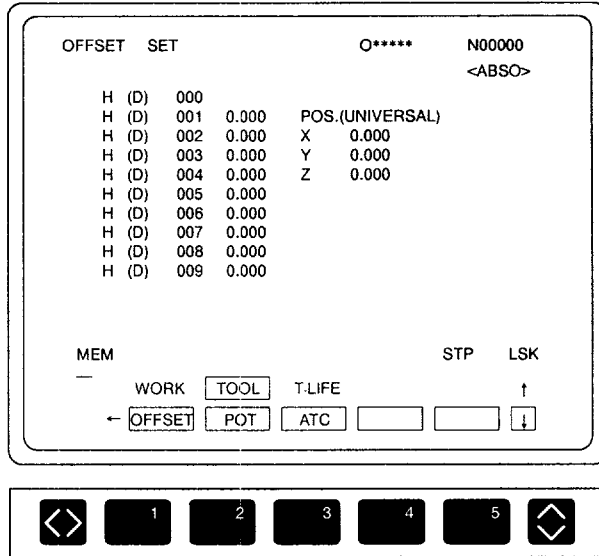 OFFSET SET O***** N00000
<ABSO>
H (D) 000
H (D) 001 0.000 POS.(UNIVERSAL)
H (D) 002 0.000 X 0.000
H (D) 003 0.000 Y 0.000
H (D) 004 0.000 Z 0.000
H (D) 005 0.000
H (D) 006 0.000
H (D) 007 0.000
H (D) 008 0.000
H (D) 009 0.000
MEM STP LSK
WORK TOOL T-LIFE ↑
← OFFSET POT ATC ↓
1 2 3 4 5